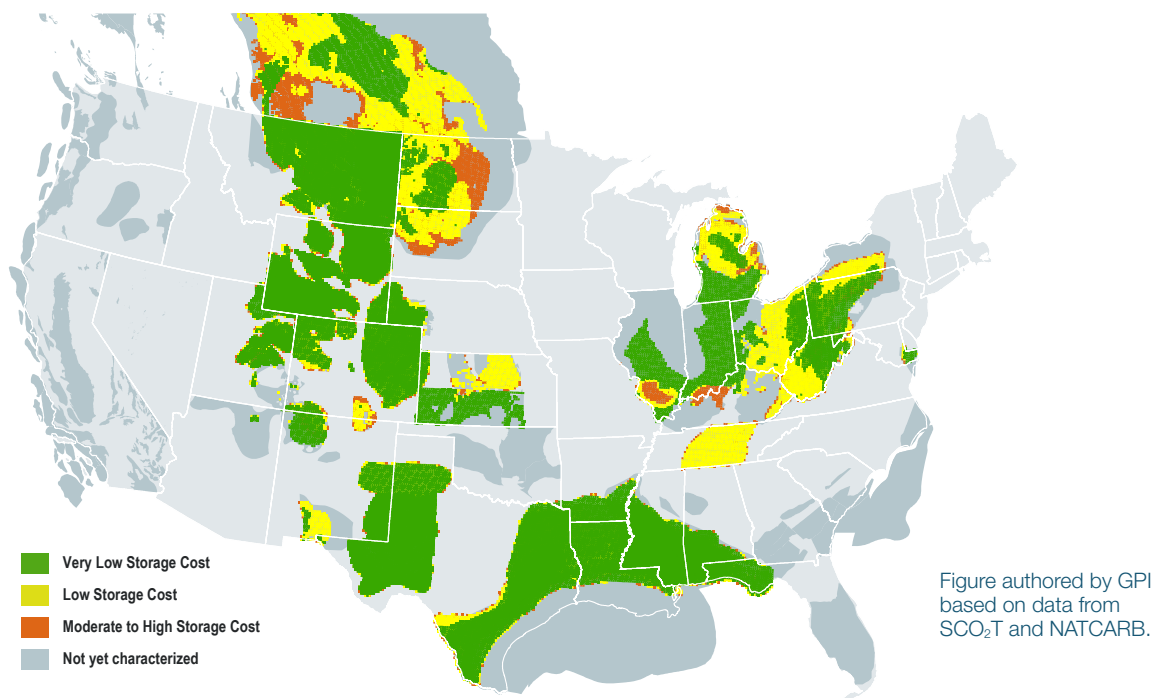 Very Low Storage Cost
Low Storage Cost
Moderate to High Storage Cost
Not yet characterized
Figure authored by GPI
based on data from
SCO₂T and NATCARB.